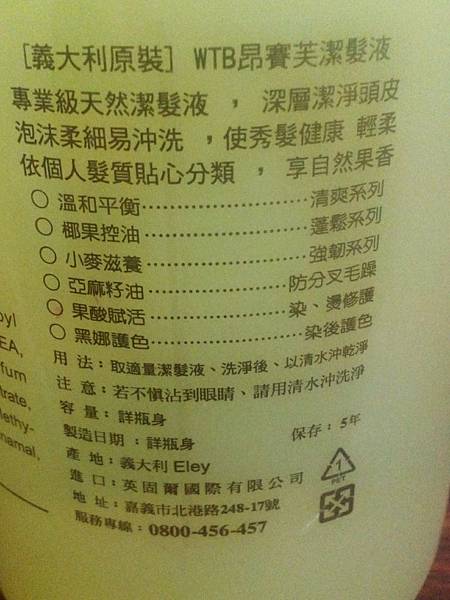 [義大利原裝] WTB昂賽芙潔髮液
專業級天然潔髮液 ， 深層潔淨頭皮
泡沫柔細易沖洗 ，使秀髮健康 輕柔
依個人髮質貼心分類 ， 享自然果香
○ 溫和平衡⋯⋯⋯⋯⋯⋯清爽系列
○ 椰果控油⋯⋯⋯⋯⋯⋯蓬鬆系列
○ 小麥滋養⋯⋯⋯⋯⋯⋯強韌系列
○ 亞麻籽油⋯⋯⋯⋯⋯⋯防分叉毛躁
○ 果酸賦活⋯⋯⋯⋯⋯⋯染、燙修護
○ 黑娜護色⋯⋯⋯⋯⋯⋯染後護色
用 法：取適量潔髮液、洗淨後、以清水沖乾淨
注 意：若不慎沾到眼睛、請用清水沖洗淨
容 量：詳瓶身
製造日期：詳瓶身
保存：5年
產 地：義大利 Eley
進 口：英固爾國際有限公司
地 址：嘉義市北港路248-17號
服務專線：0800-456-457
1
PET
pyl
EA,
rfum
trate,
lethy-
namal,